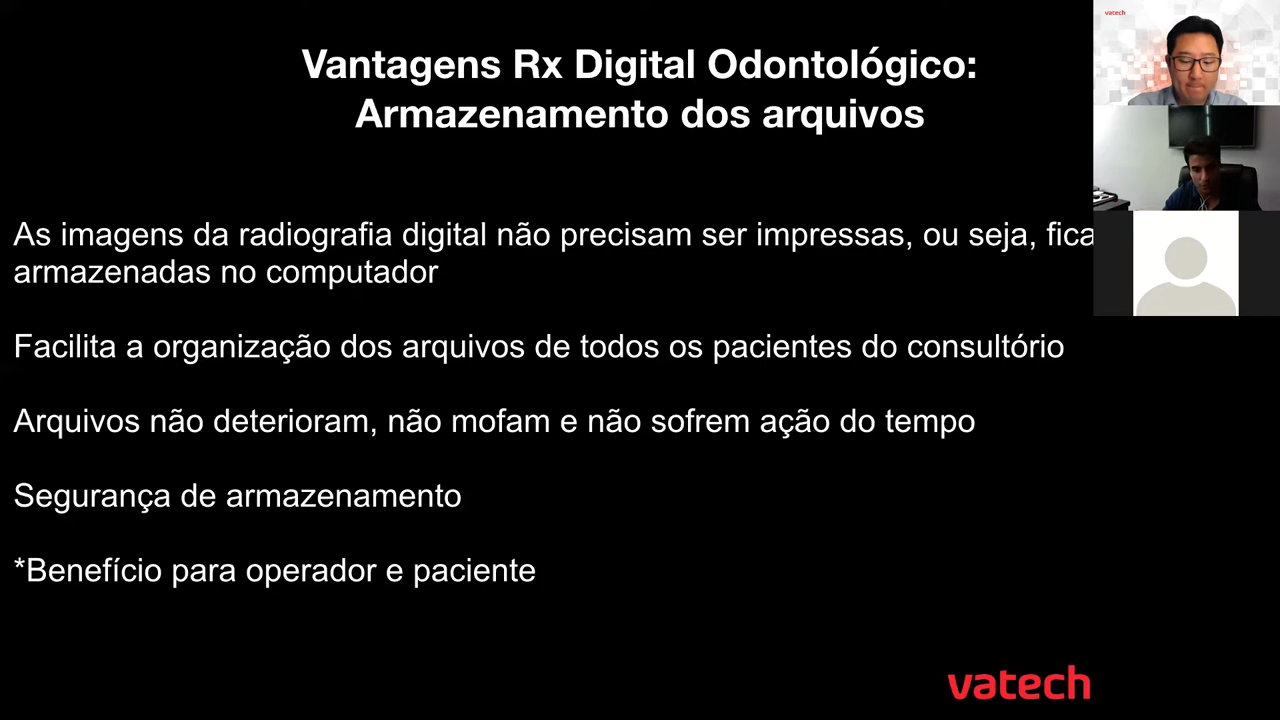 Vantagens Rx Digital Odontológico:
Armazenamento dos arquivos
vatech
As imagens da radiografia digital não precisam ser impressas, ou seja, fica
armazenadas no computador
Facilita a organização dos arquivos de todos os pacientes do consultório
Arquivos não deterioram, não mofam e não sofrem ação do tempo
Segurança de armazenamento
*Benefício para operador e paciente
vatech